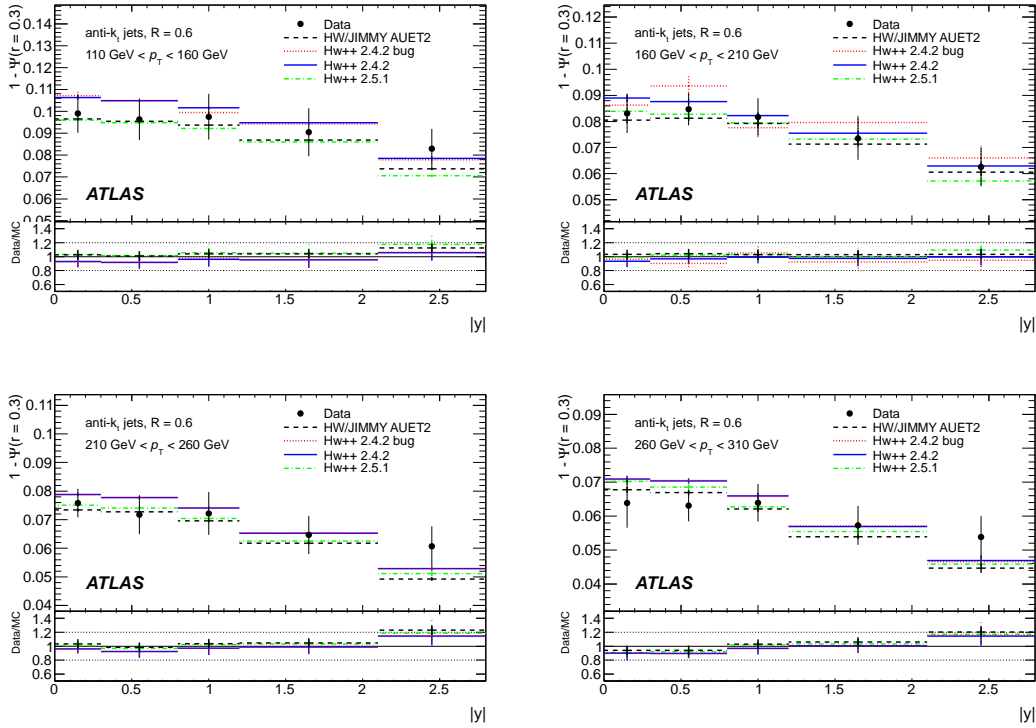 1 - Ψ(r = 0.3)
0.14
0.13
0.12
0.11
0.1
0.09
0.08
0.07
0.06
0.05
anti-kt jets, R = 0.6
110 GeV < pT < 160 GeV
Data
HW/JIMMY AUET2
Hw++ 2.4.2 bug
Hw++ 2.4.2
Hw++ 2.5.1
ATLAS
Data/MC
1.4
1.2
1
0.8
0 0.5 1 1.5 2 2.5
|y|
1 - Ψ(r = 0.3)
0.12
0.11
0.1
0.09
0.08
0.07
0.06
anti-kt jets, R = 0.6
160 GeV < pT < 210 GeV
Data
HW/JIMMY AUET2
Hw++ 2.4.2 bug
Hw++ 2.4.2
Hw++ 2.5.1
ATLAS
Data/MC
1.4
1.2
1
0.8
0 0.5 1 1.5 2 2.5
|y|
1 - Ψ(r = 0.3)
0.11
0.1
0.09
0.08
0.07
0.06
0.05
0.04
anti-kt jets, R = 0.6
210 GeV < pT < 260 GeV
Data
HW/JIMMY AUET2
Hw++ 2.4.2 bug
Hw++ 2.4.2
Hw++ 2.5.1
ATLAS
Data/MC
1.4
1.2
1
0.8
0 0.5 1 1.5 2 2.5
|y|
1 - Ψ(r = 0.3)
0.09
0.08
0.07
0.06
0.05
0.04
anti-kt jets, R = 0.6
260 GeV < pT < 310 GeV
Data
HW/JIMMY AUET2
Hw++ 2.4.2 bug
Hw++ 2.4.2
Hw++ 2.5.1
ATLAS
Data/MC
1.4
1.2
1
0.8
0 0.5 1 1.5 2 2.5
|y|